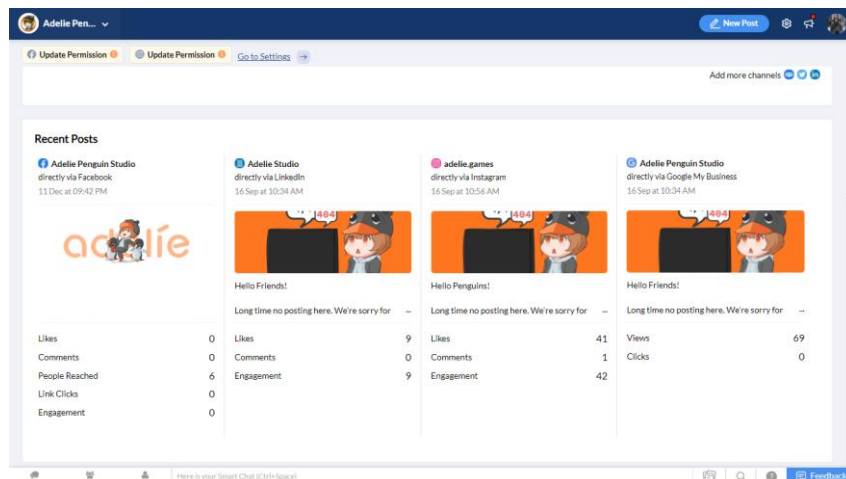 Adelie Pen...
New Post
Update Permission
Update Permission
Go to Settings
Add more channels
Recent Posts
Adelie Penguin Studio
directly via Facebook
11 Dec at 09:42 PM
adelíe
Likes 0
Comments 0
People Reached 6
Link Clicks 0
Engagement 0
Adelie Studio
directly via LinkedIn
16 Sep at 10:34 AM
404
Hello Friends!
Long time no posting here. We're sorry for ...
Likes 9
Comments 0
Engagement 9
adelie.games
directly via Instagram
16 Sep at 10:56 AM
404
Hello Penguins!
Long time no posting here. We're sorry for ...
Likes 41
Comments 1
Engagement 42
Adelie Penguin Studio
directly via Google My Business
16 Sep at 10:34 AM
404
Hello Friends!
Long time no posting here. We're sorry for ...
Views 69
Clicks 0
Here is your Smart Chat (Ctrl+Space)
Feedback